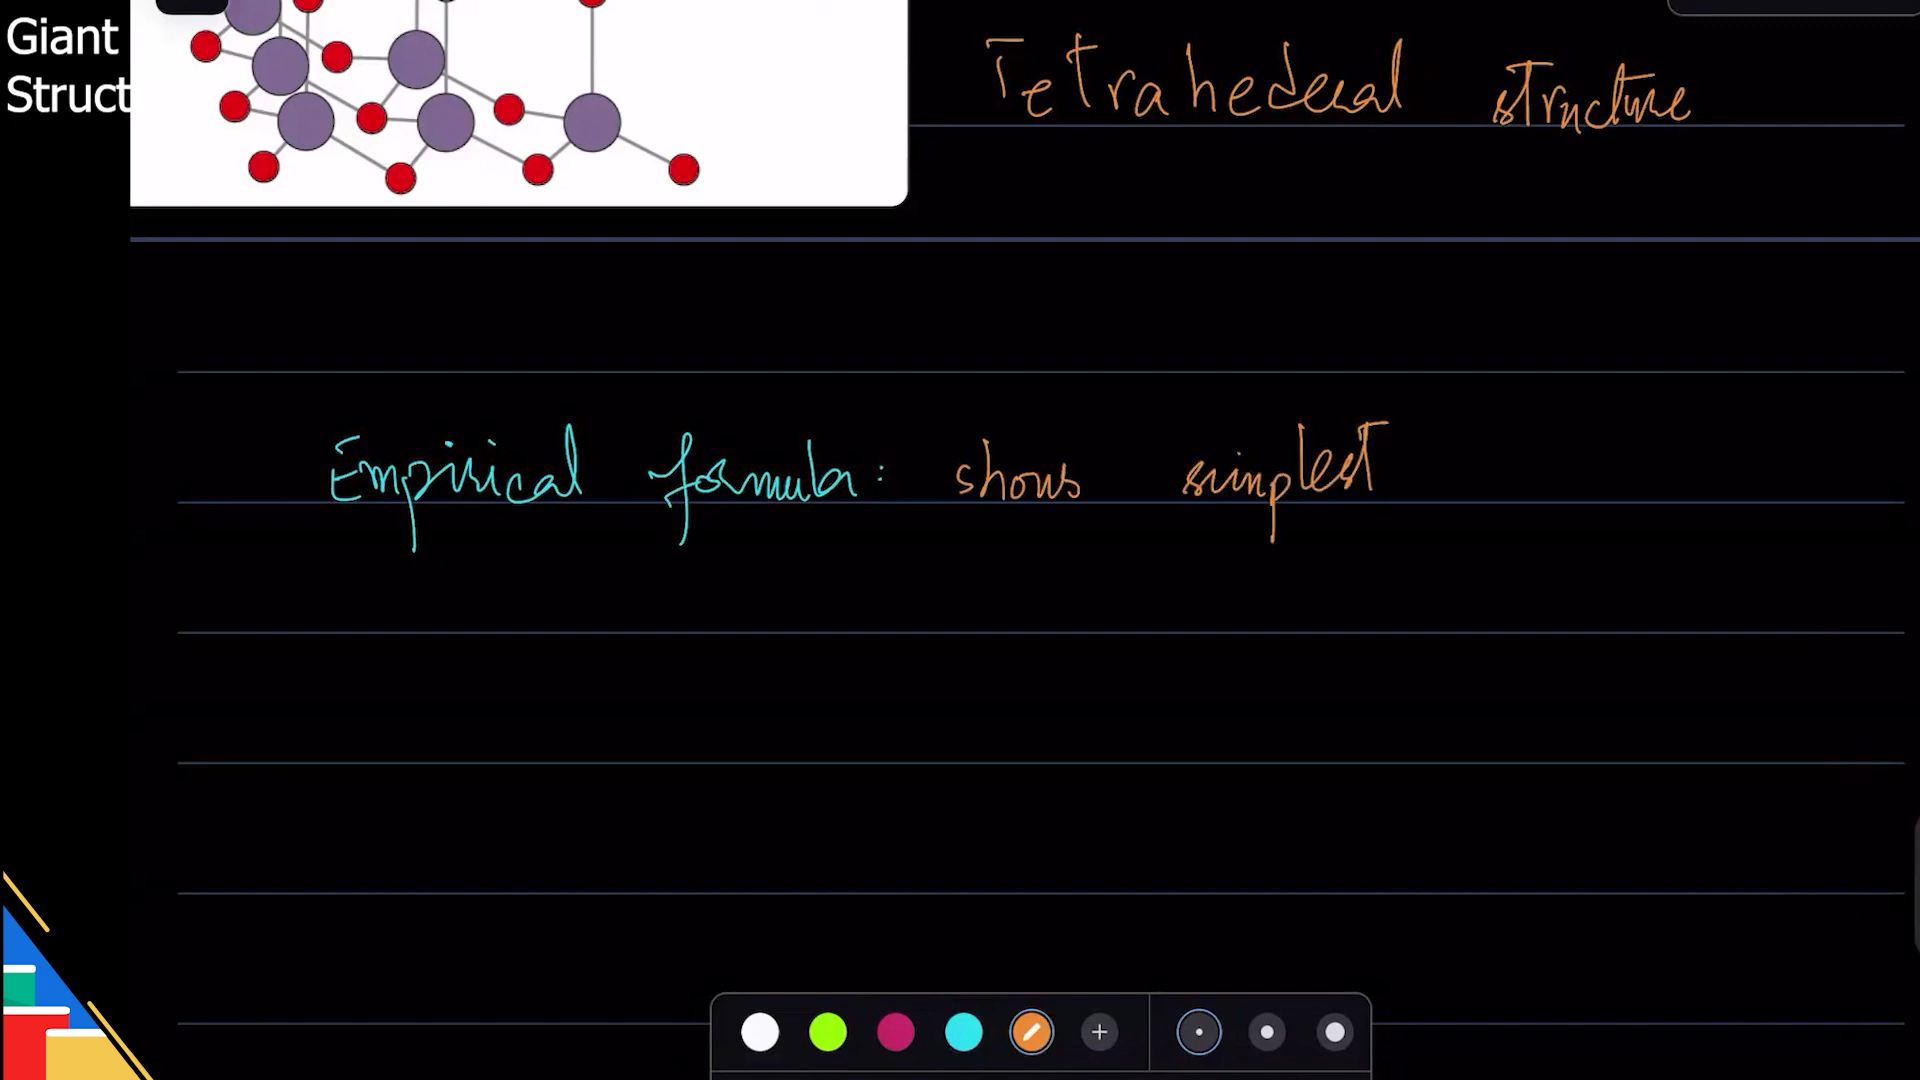 Giant
Struct
Tetrahedral structure
Empirical formula: shows simplest